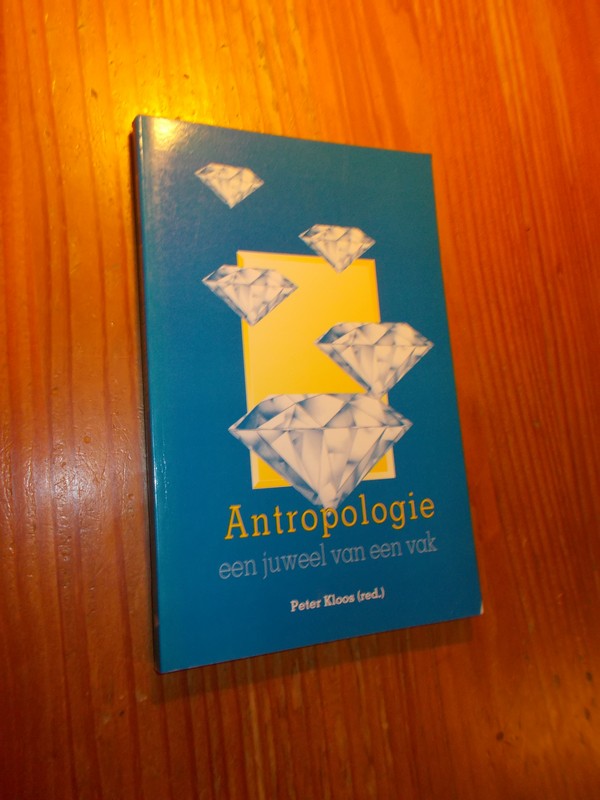 Antropologie
een juweel van een vak
Peter Kloos (red.)